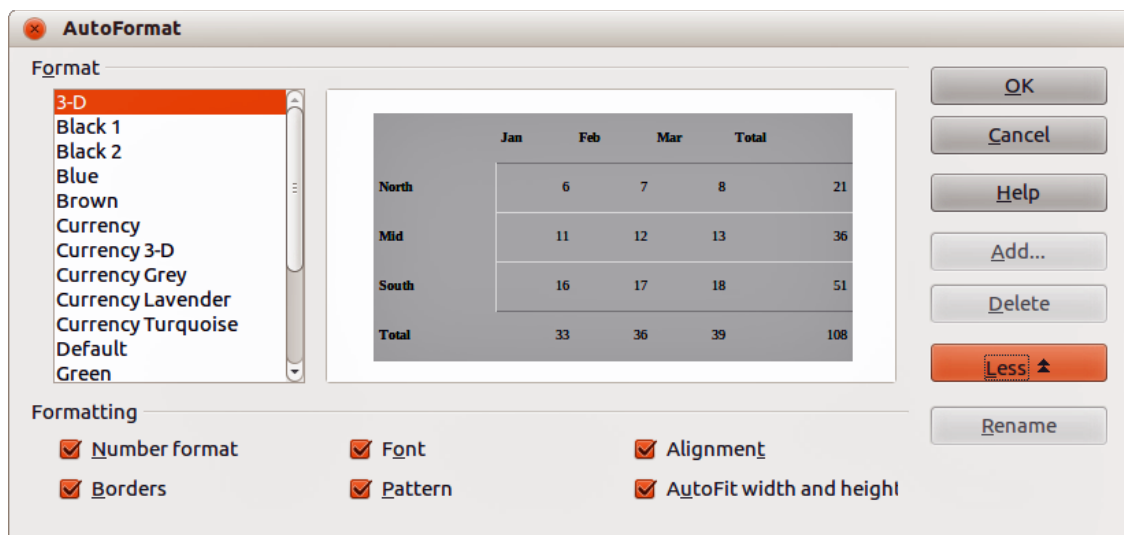 AutoFormat
Format
3-D
Black 1
Black 2
Blue
Brown
Currency
Currency 3-D
Currency Grey
Currency Lavender
Currency Turquoise
Default
Green
Jan Feb Mar Total
North 6 7 8 21
Mid 11 12 13 36
South 16 17 18 51
Total 33 36 39 108
OK
Cancel
Help
Add...
Delete
Less
Rename
Formatting
Number format Font Alignment
Borders Pattern AutoFit width and height